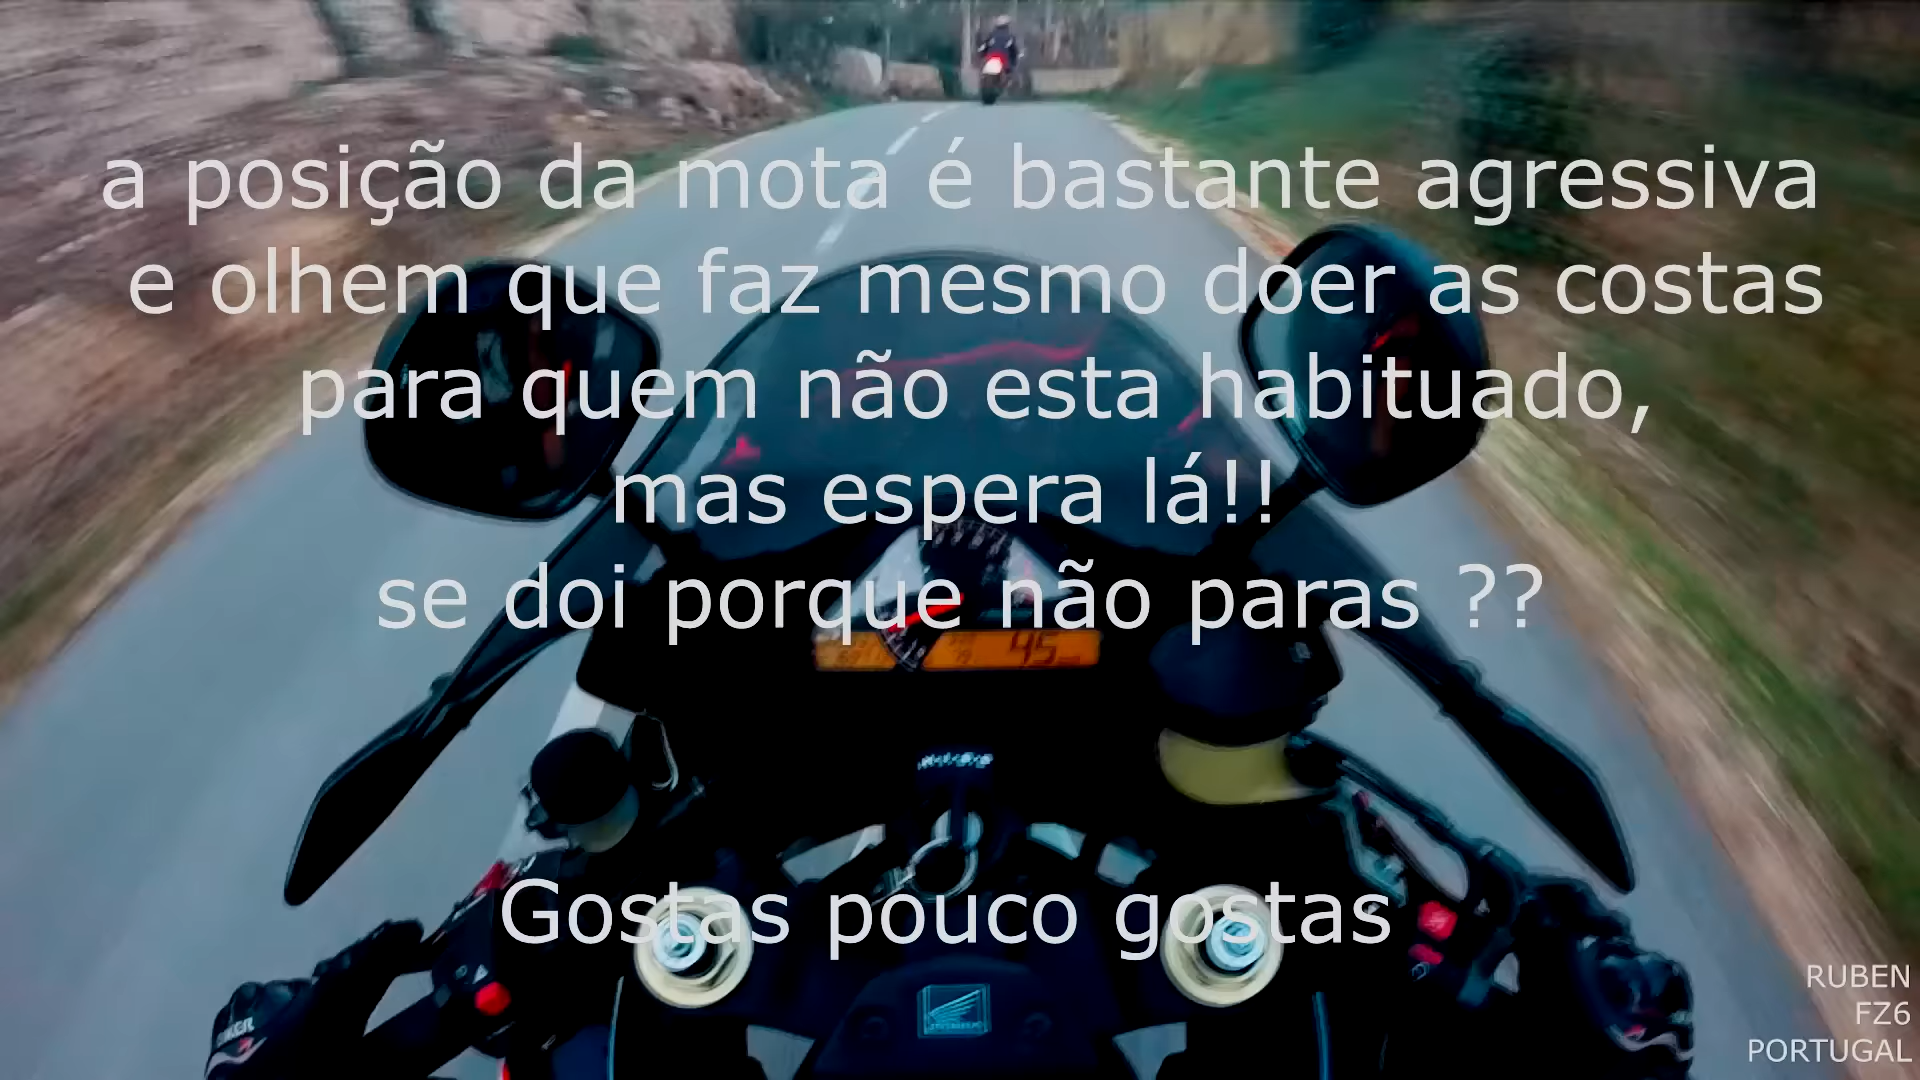 a posição da mota é bastante agressiva
e olhem que faz mesmo doer as costas
para quem não esta habituado,
mas espera lá!!
se doi porque não paras ??
45
Gostas pouco gostas
RUBEN
FZ6
PORTUGAL